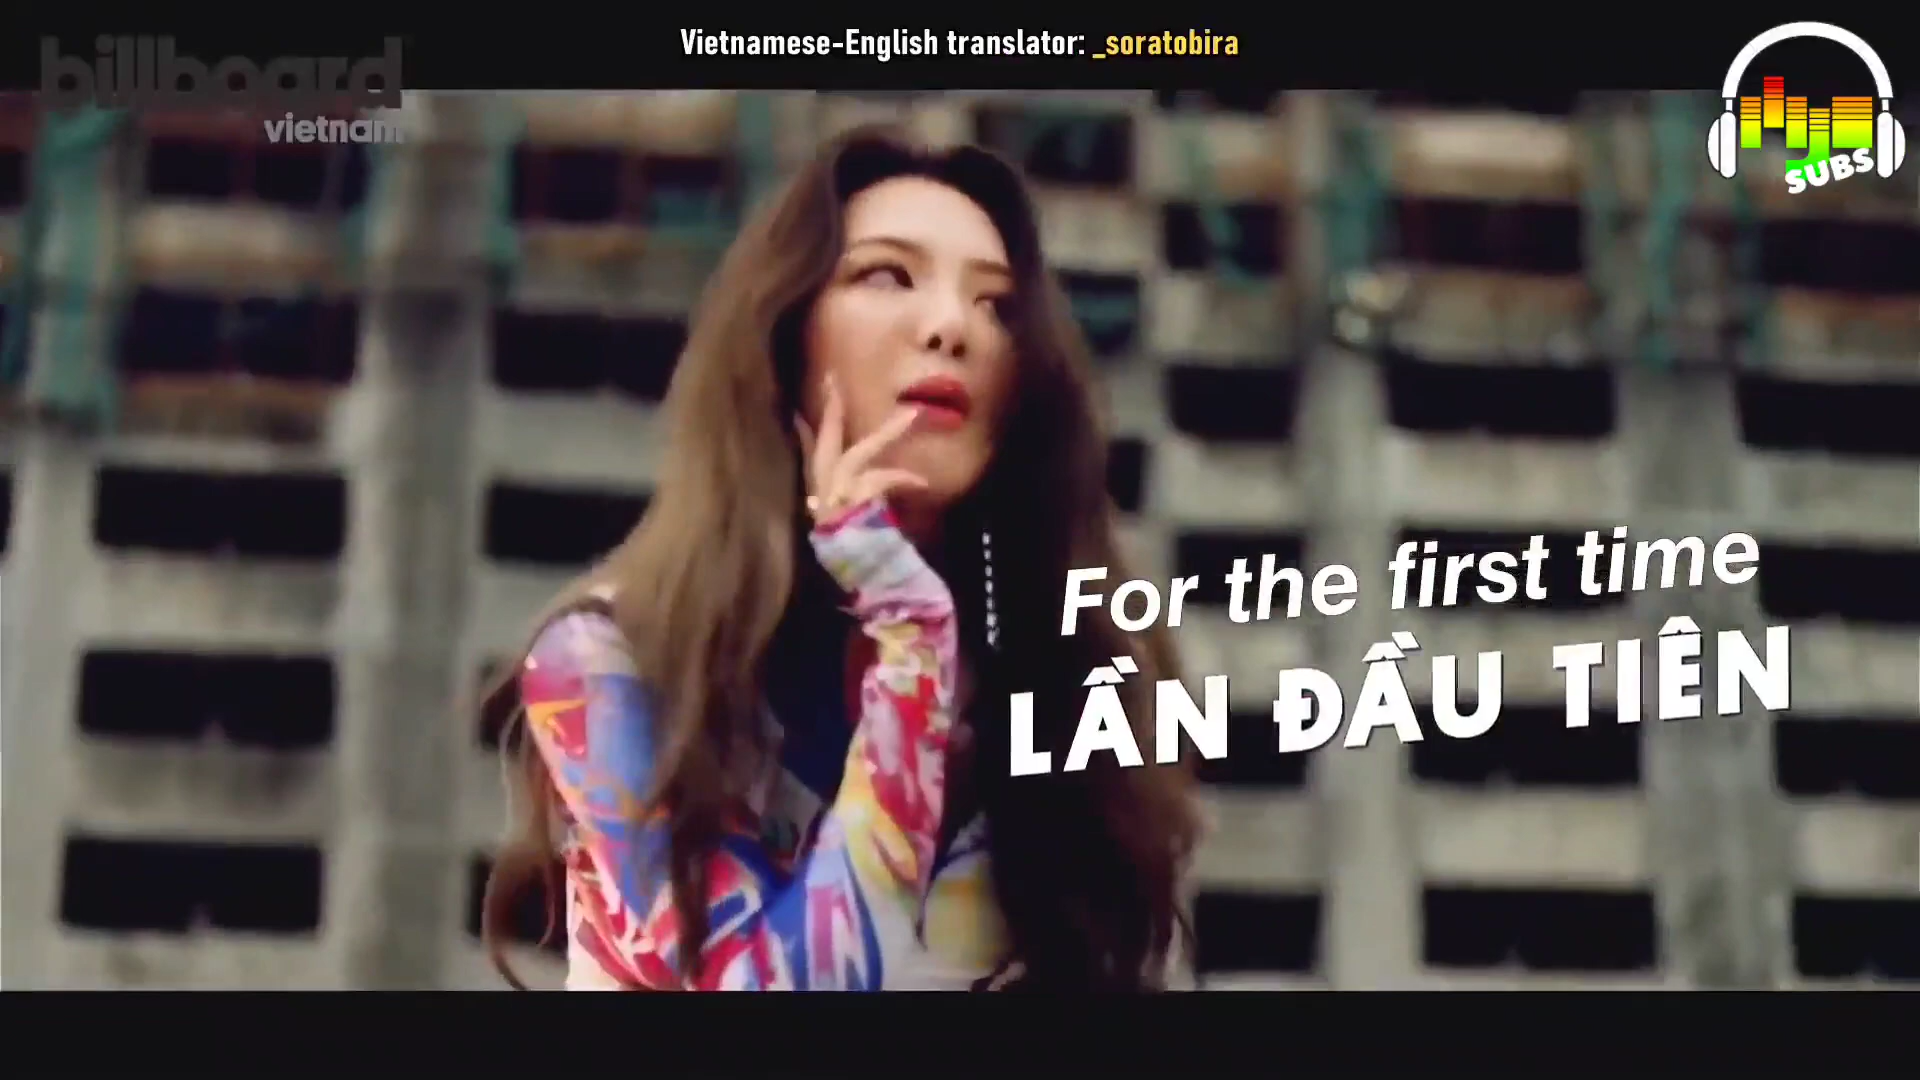 billboard
vietnam
Vietnamese-English translator: _soratobira
SUBS
For the first time
LẦN ĐẦU TIÊN